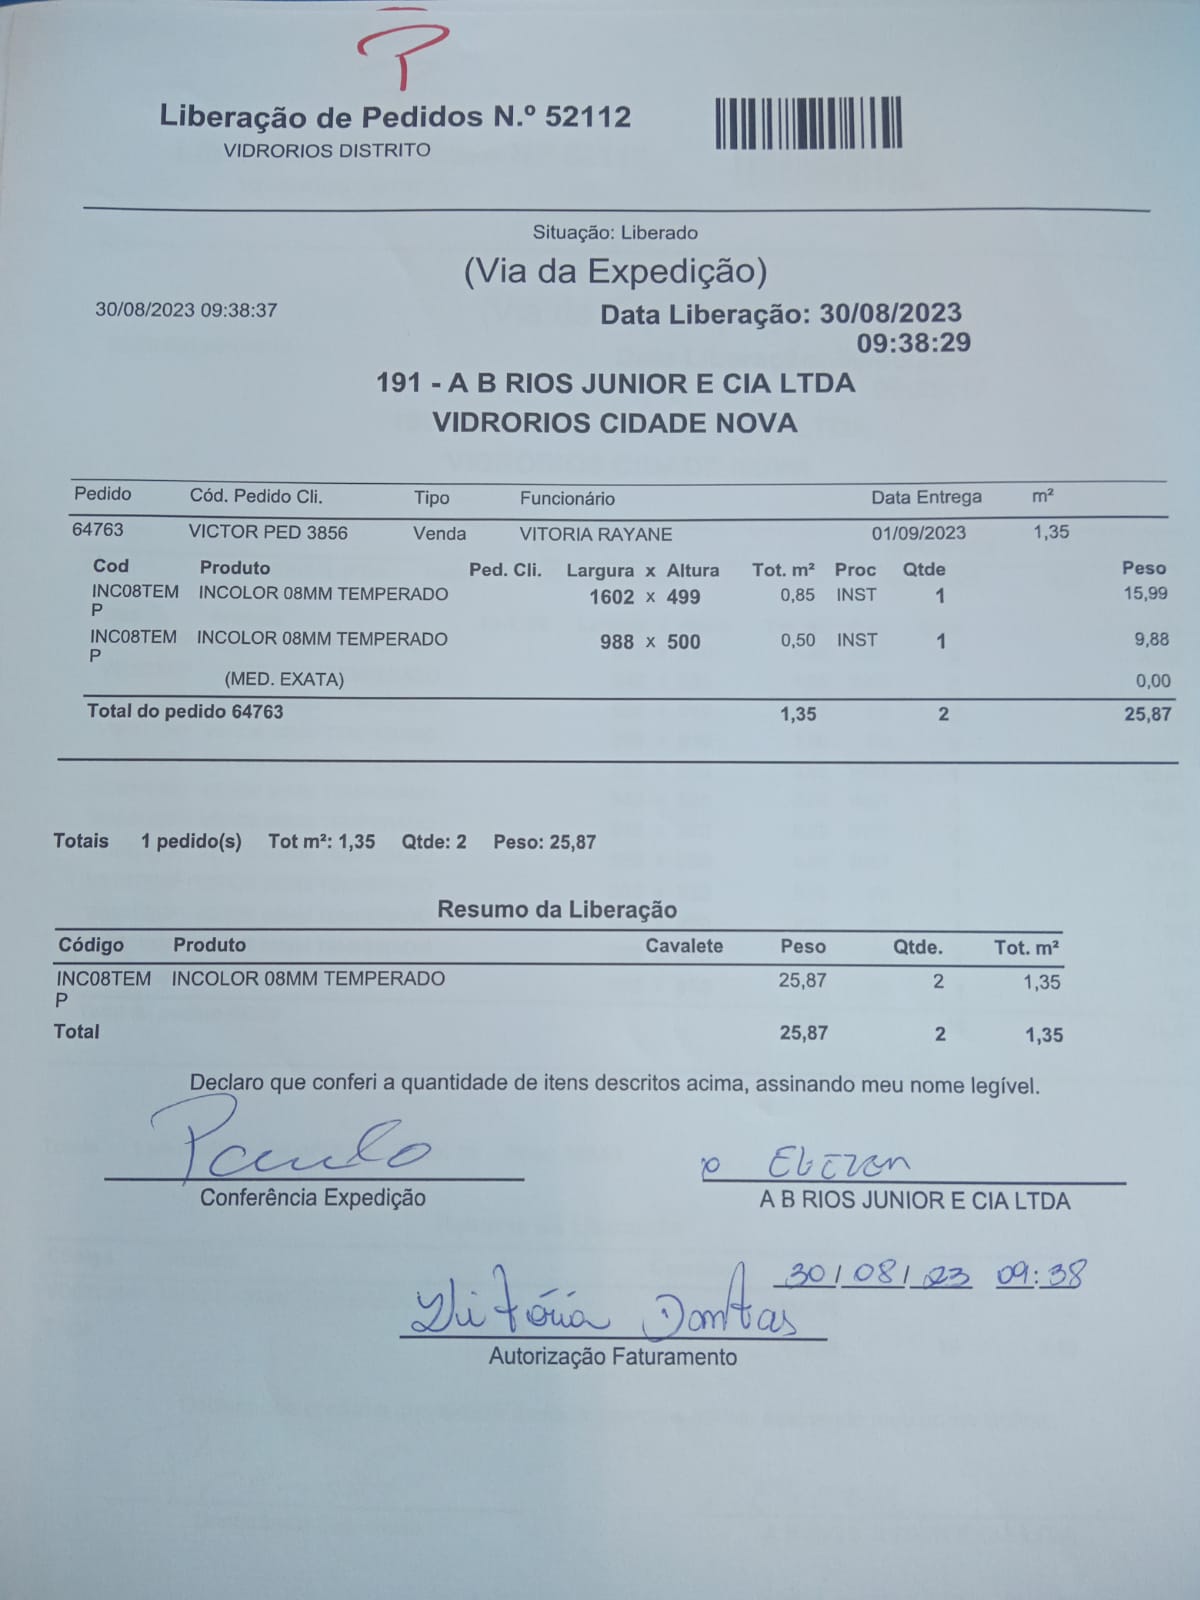 P
Liberação de Pedidos N.º 52112
VIDRORIOS DISTRITO
Situação: Liberado
(Via da Expedição)
30/08/2023 09:38:37
Data Liberação: 30/08/2023
09:38:29
191 - A B RIOS JUNIOR E CIA LTDA
VIDRORIOS CIDADE NOVA
Pedido Cód. Pedido Cli. Tipo Funcionário Data Entrega m²
64763 VICTOR PED 3856 Venda VITORIA RAYANE 01/09/2023 1,35
Cod Produto Ped. Cli. Largura x Altura Tot. m² Proc Qtde Peso
INC08TEM INCOLOR 08MM TEMPERADO 1602 x 499 0,85 INST 1 15,99
P
INC08TEM INCOLOR 08MM TEMPERADO 988 x 500 0,50 INST 1 9,88
P
(MED. EXATA) 0,00
Total do pedido 64763 1,35 2 25,87
Totais 1 pedido(s) Tot m²: 1,35 Qtde: 2 Peso: 25,87
Resumo da Liberação
Código Produto Cavalete Peso Qtde. Tot. m²
INC08TEM INCOLOR 08MM TEMPERADO 25,87 2 1,35
P
Total 25,87 2 1,35
Declaro que conferi a quantidade de itens descritos acima, assinando meu nome legível.
Paulo
Conferência Expedição
A B RIOS JUNIOR E CIA LTDA
30/08/23 09:38
Vitória Dantas
Autorização Faturamento